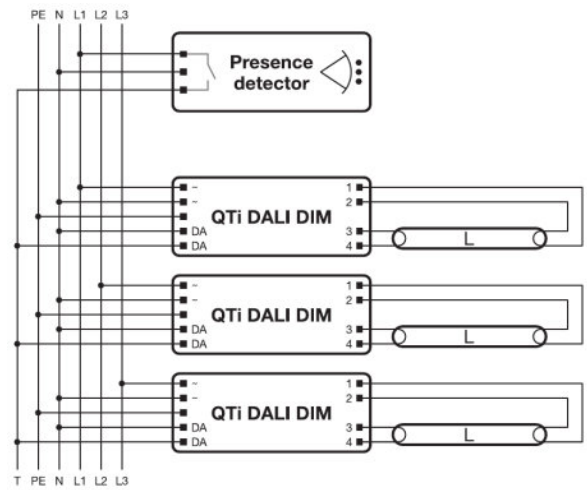 PE N L1 L2 L3
Presence
detector
~ 1
~ 2
QTi DALI DIM
DA 3
DA 4
L
~ 1
~ 2
QTi DALI DIM
DA 3
DA 4
L
~ 1
~ 2
QTi DALI DIM
DA 3
DA 4
L
T PE N L1 L2 L3